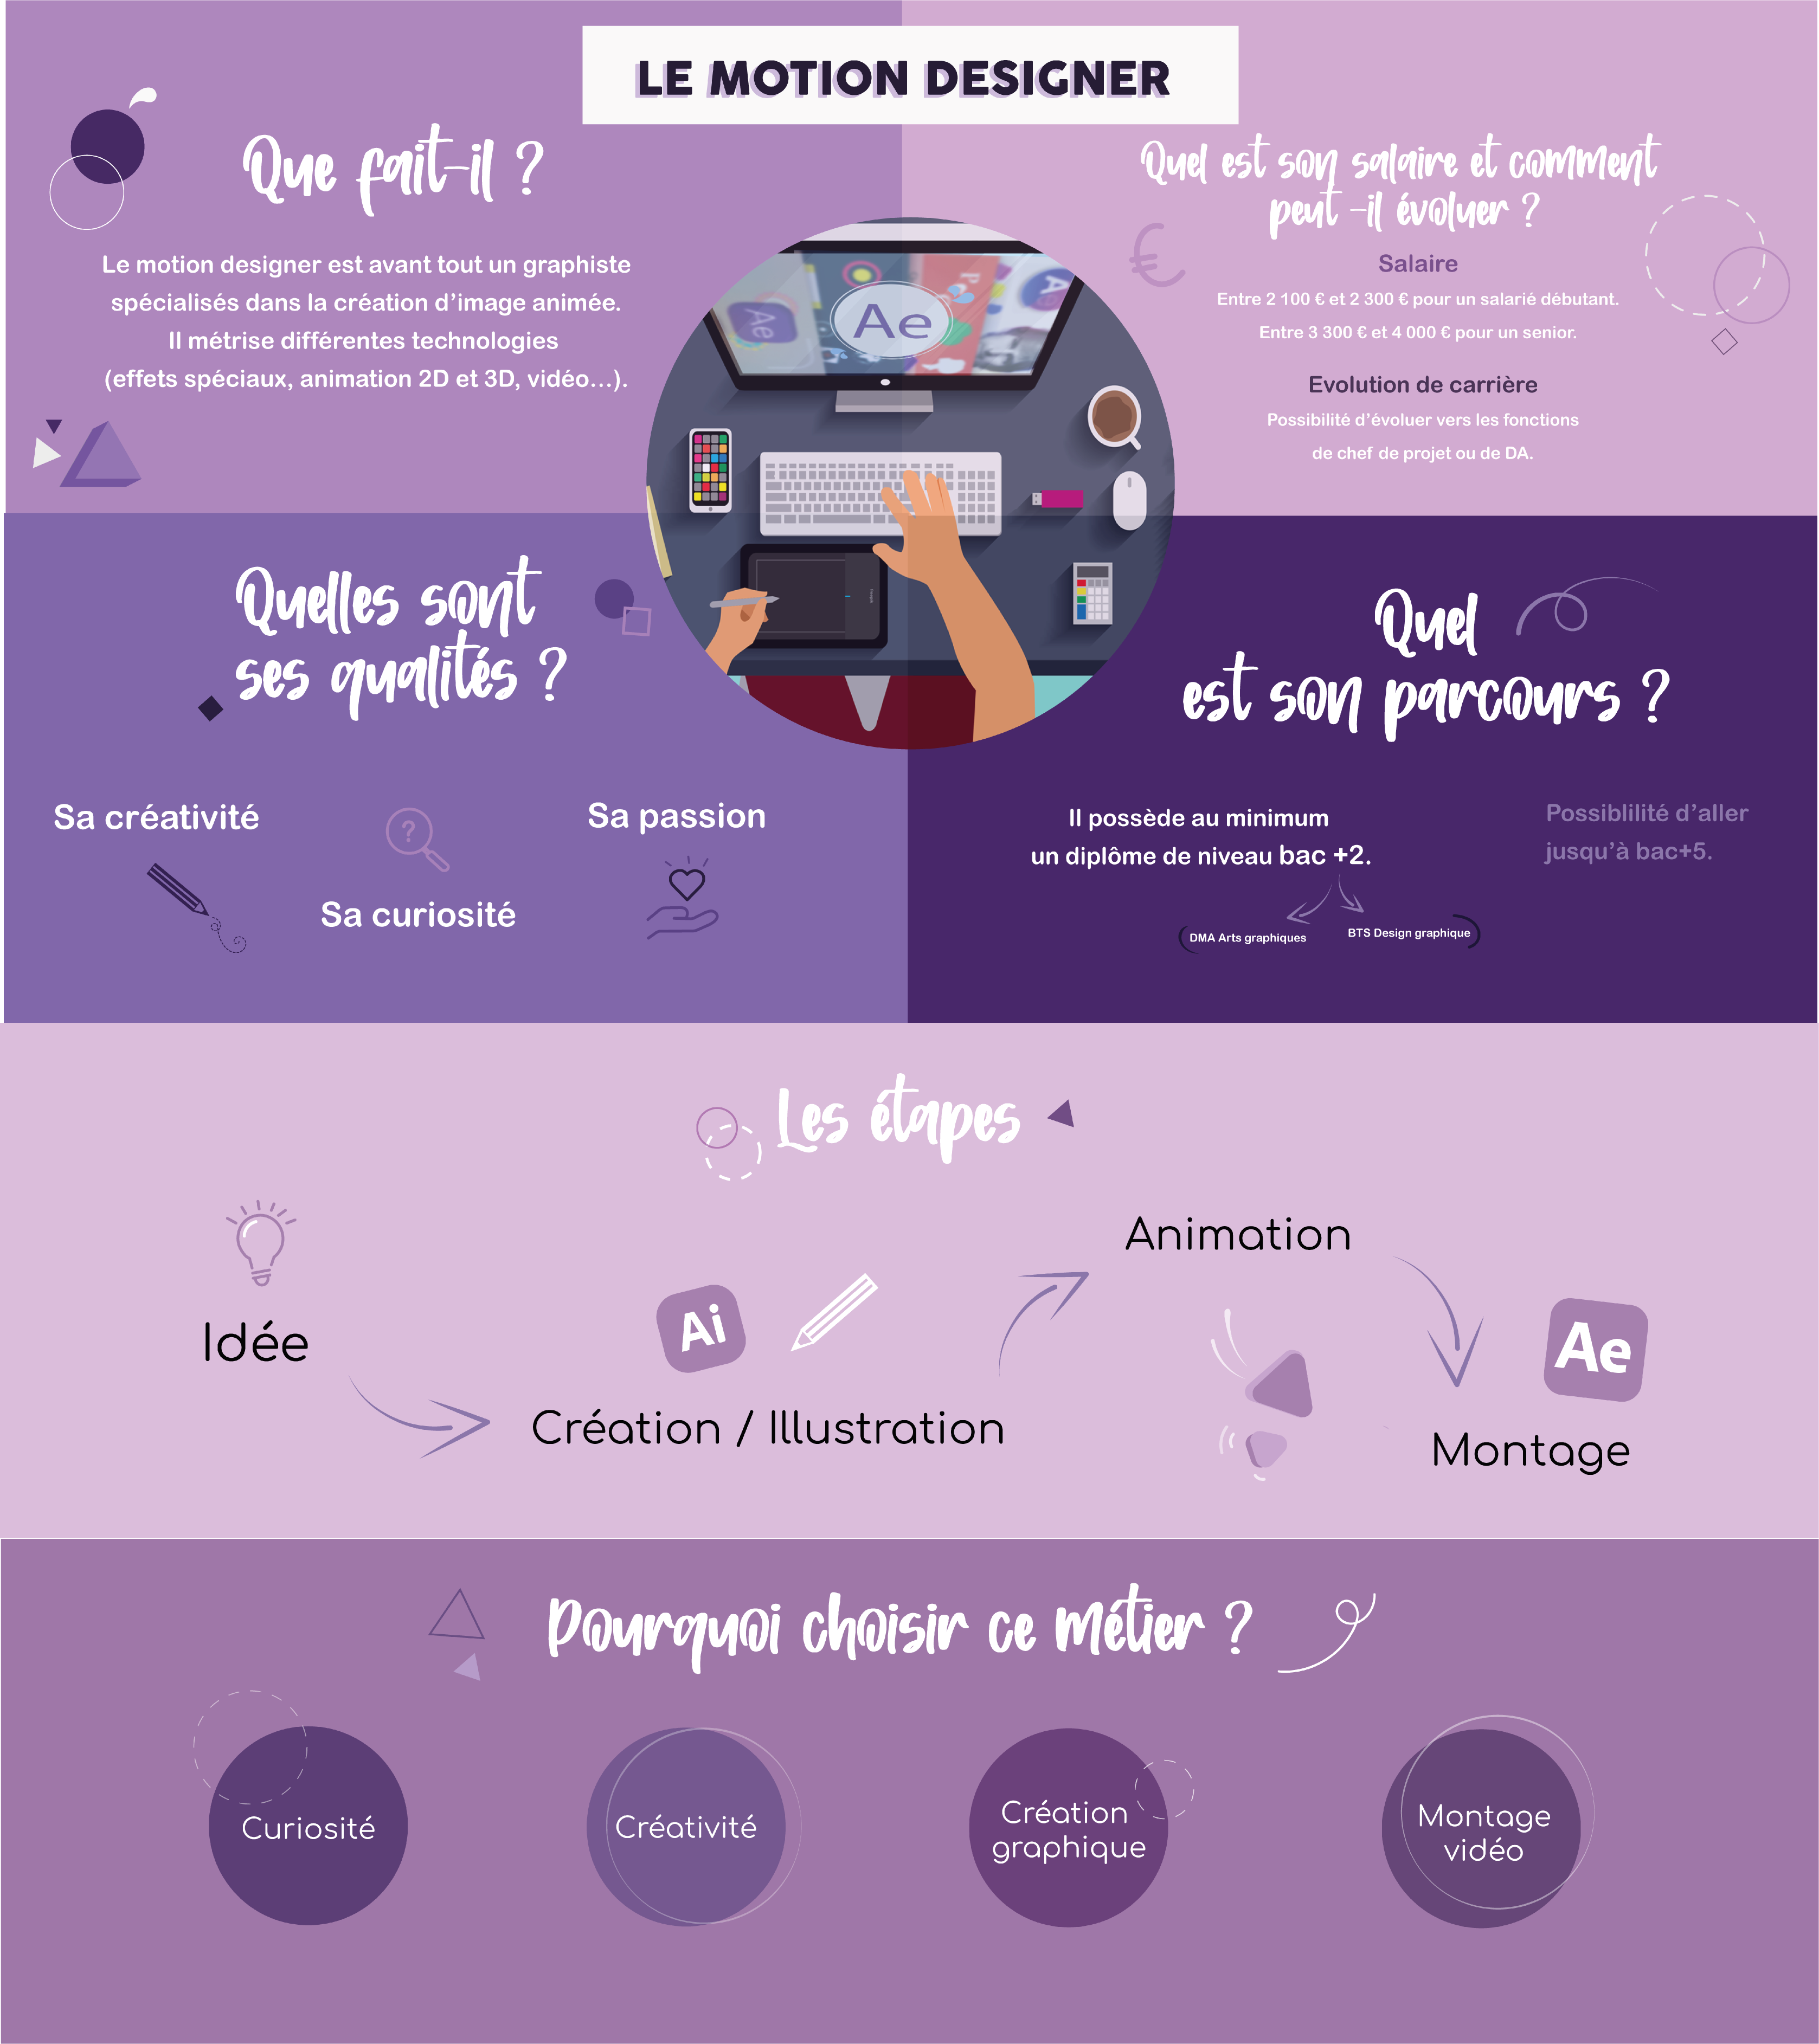 LE MOTION DESIGNER
Que fait-il ?
Le motion designer est avant tout un graphiste
spécialisés dans la création d'image animée.
Il métrise différentes technologies
(effets spéciaux, animation 2D et 3D, vidéo...).
Quel est son salaire et comment
peut -il évoluer ?
€
Salaire
Entre 2 100 € et 2 300 € pour un salarié débutant.
Entre 3 300 € et 4 000 € pour un senior.
Evolution de carrière
Possibilité d'évoluer vers les fonctions
de chef de projet ou de DA.
Ae
Ae
Quelles sont
ses qualités ?
Sa créativité
?
Sa curiosité
Sa passion
Quel
est son parcours ?
Il possède au minimum
un diplôme de niveau bac +2.
DMA Arts graphiques
BTS Design graphique
Possiblilité d'aller
jusqu'à bac+5.
Les étapes
Idée
Ai
Création / Illustration
Animation
Ae
Montage
Pourquoi choisir ce métier ?
Curiosité
Créativité
Création
graphique
Montage
vidéo